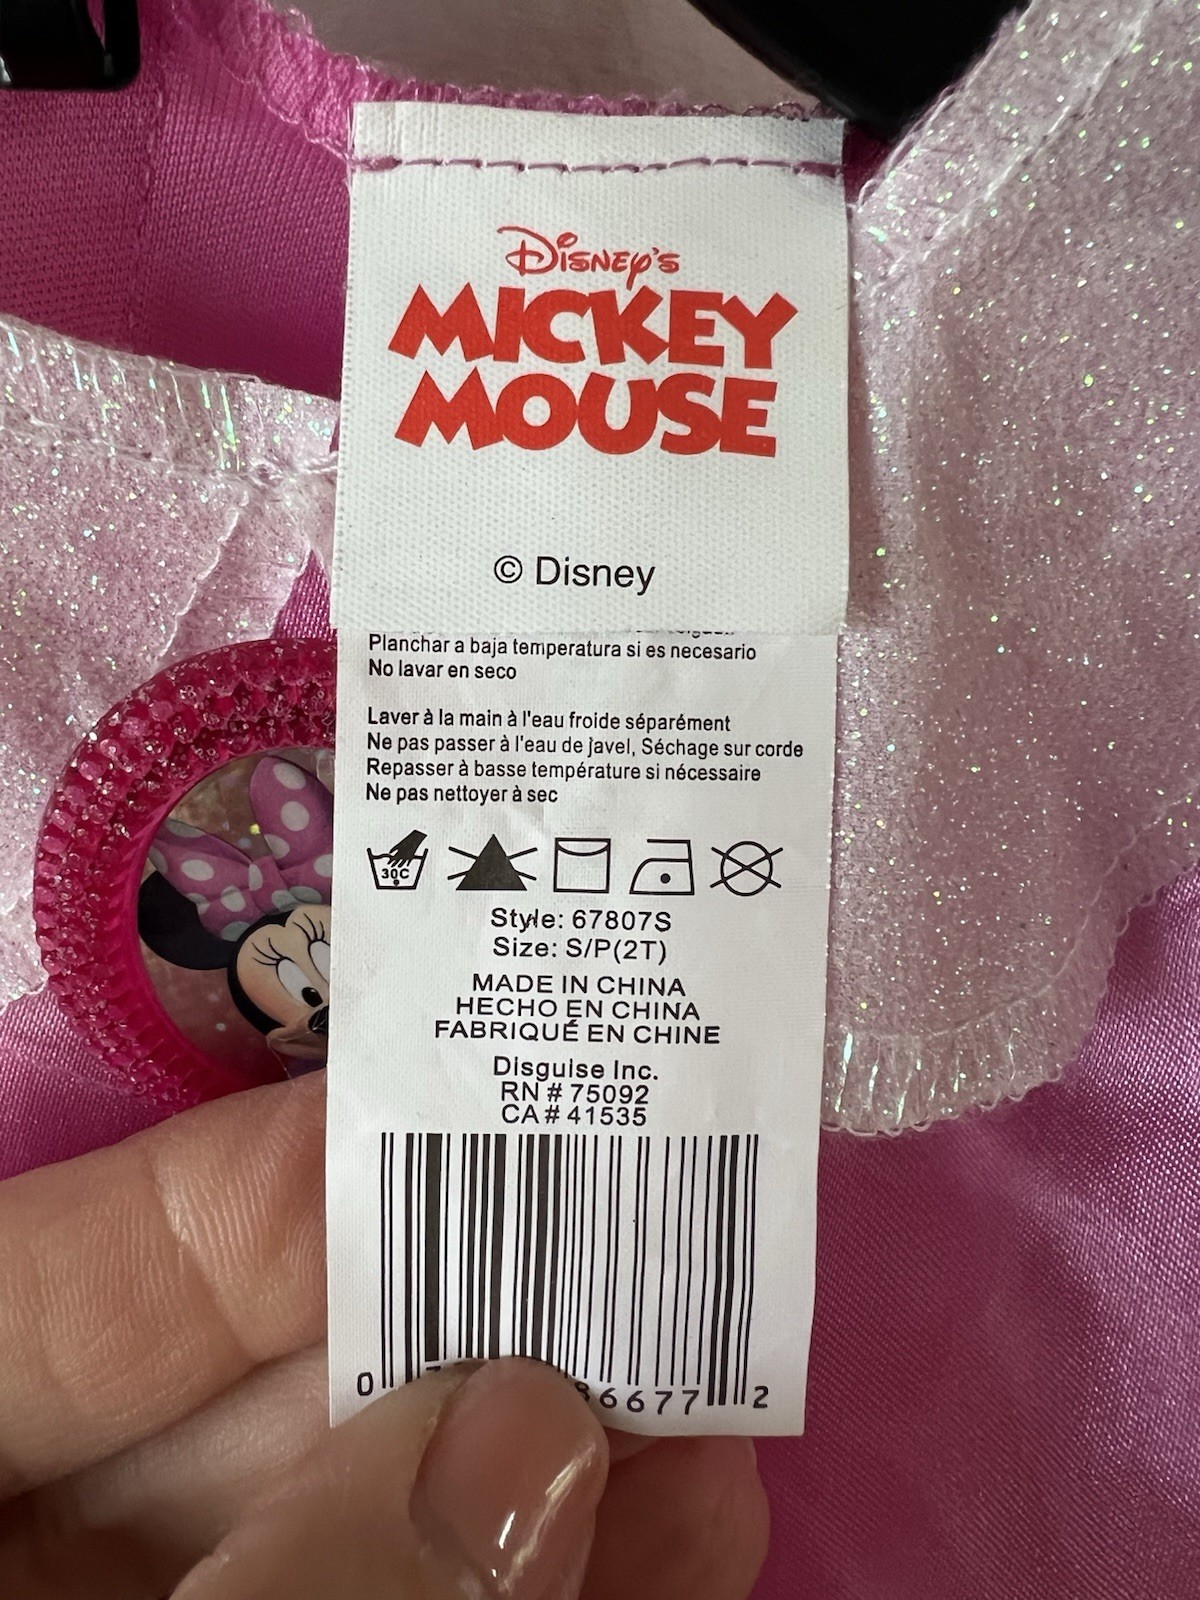 Disney's
MICKEY
MOUSE
© Disney
Planchar a baja temperatura si es necesario
No lavar en seco
Laver à la main à l'eau froide séparément
Ne pas passer à l'eau de javel, Séchage sur corde
Repasser à basse température si nécessaire
Ne pas nettoyer à sec
30C
Style: 67807S
Size: S/P(2T)
MADE IN CHINA
HECHO EN CHINA
FABRIQUÉ EN CHINE
Disguise Inc.
RN # 75092
CA # 41535
0 86677 2